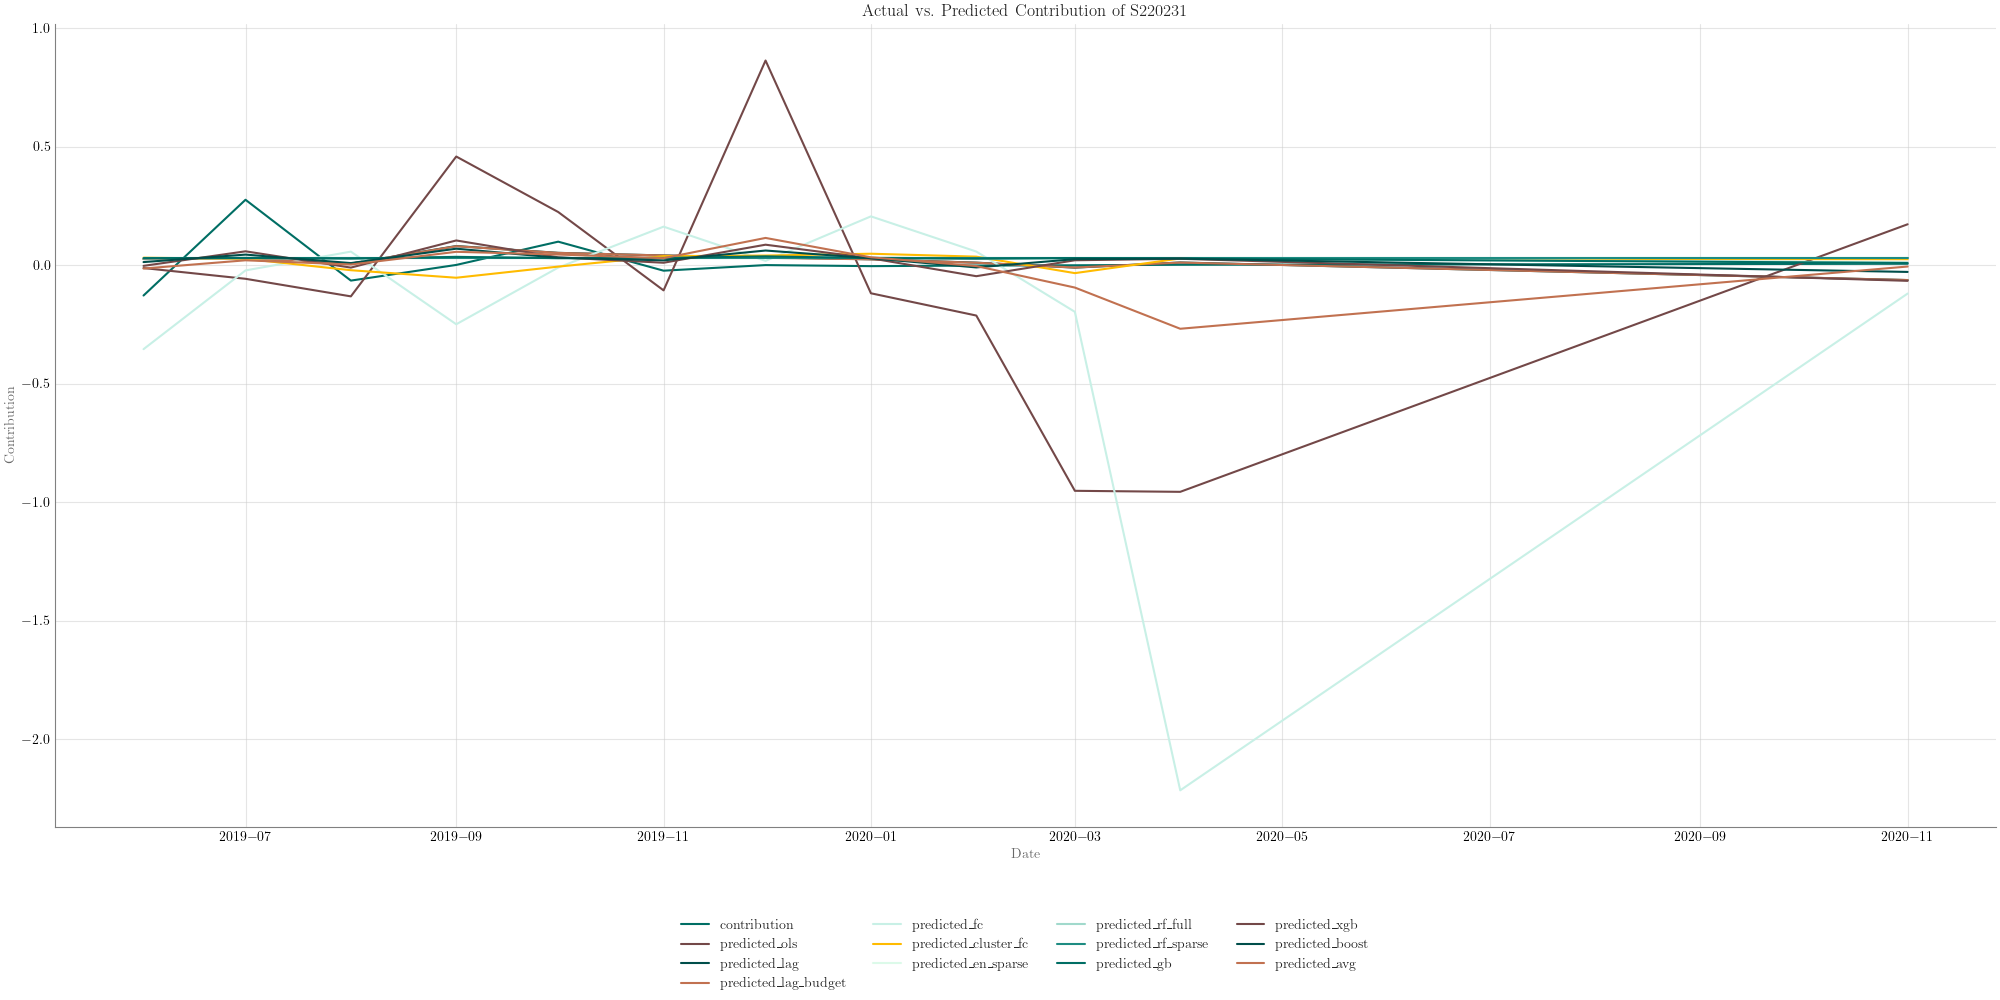 Actual vs. Predicted Contribution of S220231
1.0
0.5
0.0
−0.5
−1.0
−1.5
−2.0
Contribution
2019−07 2019−09 2019−11 2020−01 2020−03 2020−05 2020−07 2020−09 2020−11
Date
contribution predicted_fc predicted_rf_full predicted_xgb
predicted_ols predicted_cluster_fc predicted_rf_sparse predicted_boost
predicted_lag predicted_en_sparse predicted_gb predicted_avg
predicted_lag_budget